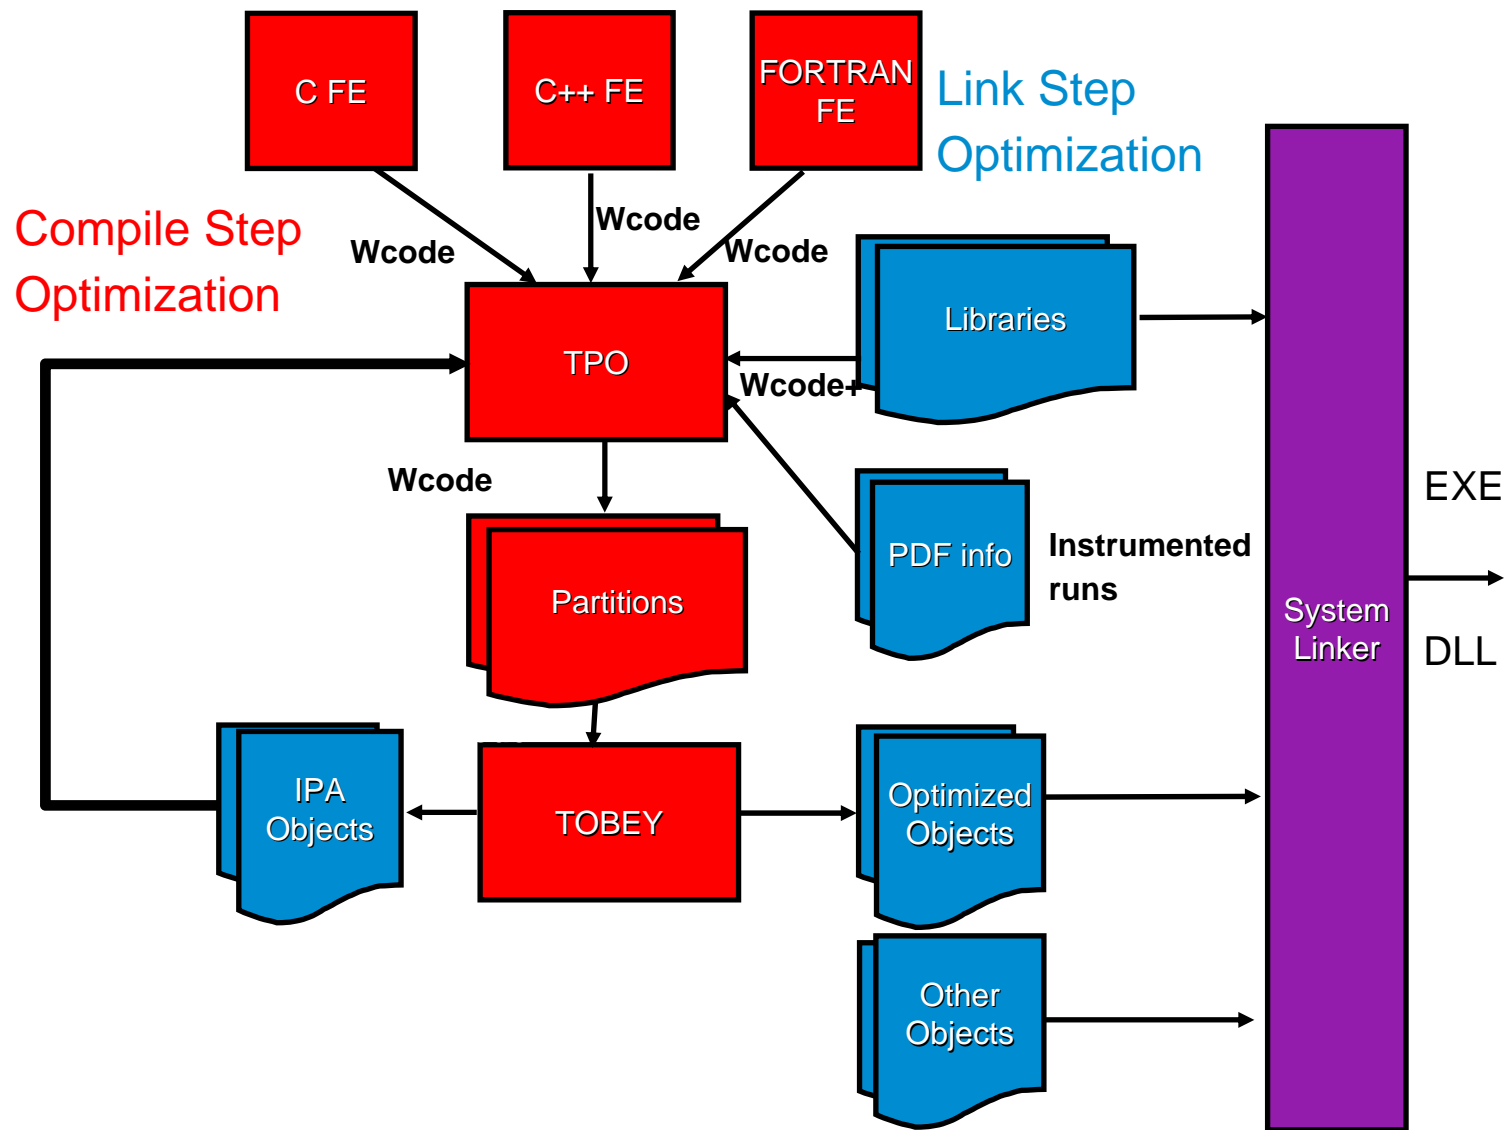 C FE
C++ FE
FORTRAN
FE
Link Step
Optimization
Compile Step
Optimization
Wcode
Wcode
Wcode
TPO
Libraries
Wcode+
Wcode
Partitions
PDF info
Instrumented
runs
EXE
System
Linker
DLL
IPA
Objects
TOBEY
Optimized
Objects
Other
Objects